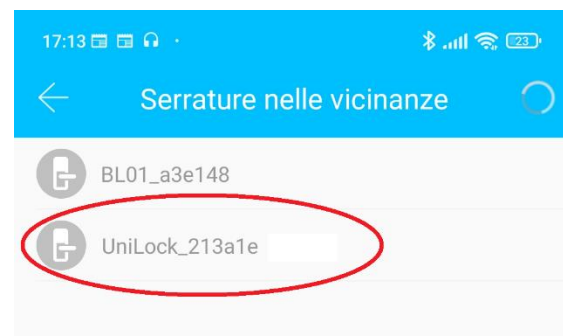 17:13
23
Serrature nelle vicinanze
BL01_a3e148
UniLock_213a1e